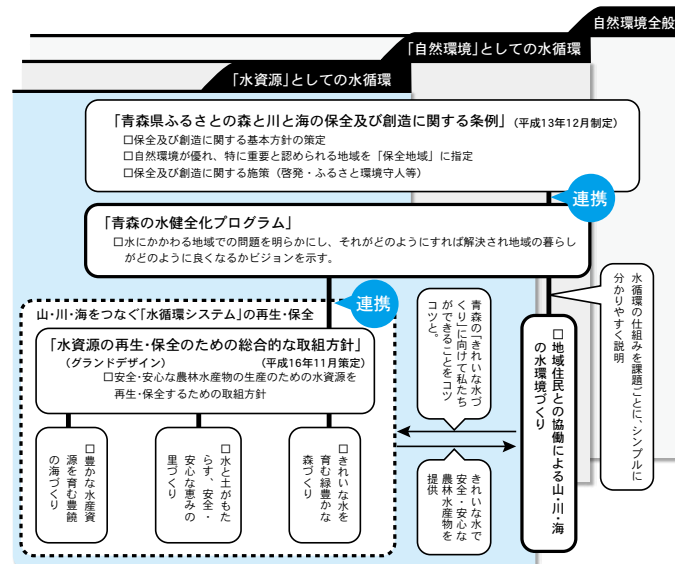 自然環境全般
「自然環境」としての水循環
「水資源」としての水循環
「青森県ふるさとの森と川と海の保全及び創造に関する条例」(平成13年12月制定)
□保全及び創造に関する基本方針の策定
□自然環境が優れ、特に重要と認められる地域を「保全地域」に指定
□保全及び創造に関する施策（啓発・ふるさと環境守人等）
連携
「青森の水健全化プログラム」
□水にかかわる地域での問題を明らかにし、それがどのようにすれば解決され地域の暮らし
がどのように良くなるかビジョンを示す。
連携
山・川・海をつなぐ「水循環システム」の再生・保全
「水資源の再生・保全のための総合的な取組方針」
(グランドデザイン)
(平成16年11月策定)
□安全・安心な農林水産物の生産のための水資源を
再生・保全するための取組方針
□きれいな水を
育む緑豊かな
森づくり
□水と土がもた
らす、安全・
安心な恵みの
里づくり
□豊かな水産資
源を育む豊饒
の海づくり
青森の「きれいな水づ
くり」に向けて私たち
ができることをコツ
コツと。
きれいな水で
安全・安心な
農林水産物を
提供
□地域住民との協働による山・川・海
の水環境づくり
水循環の仕組みを課題ごとに、シンプルに
分かりやすく説明